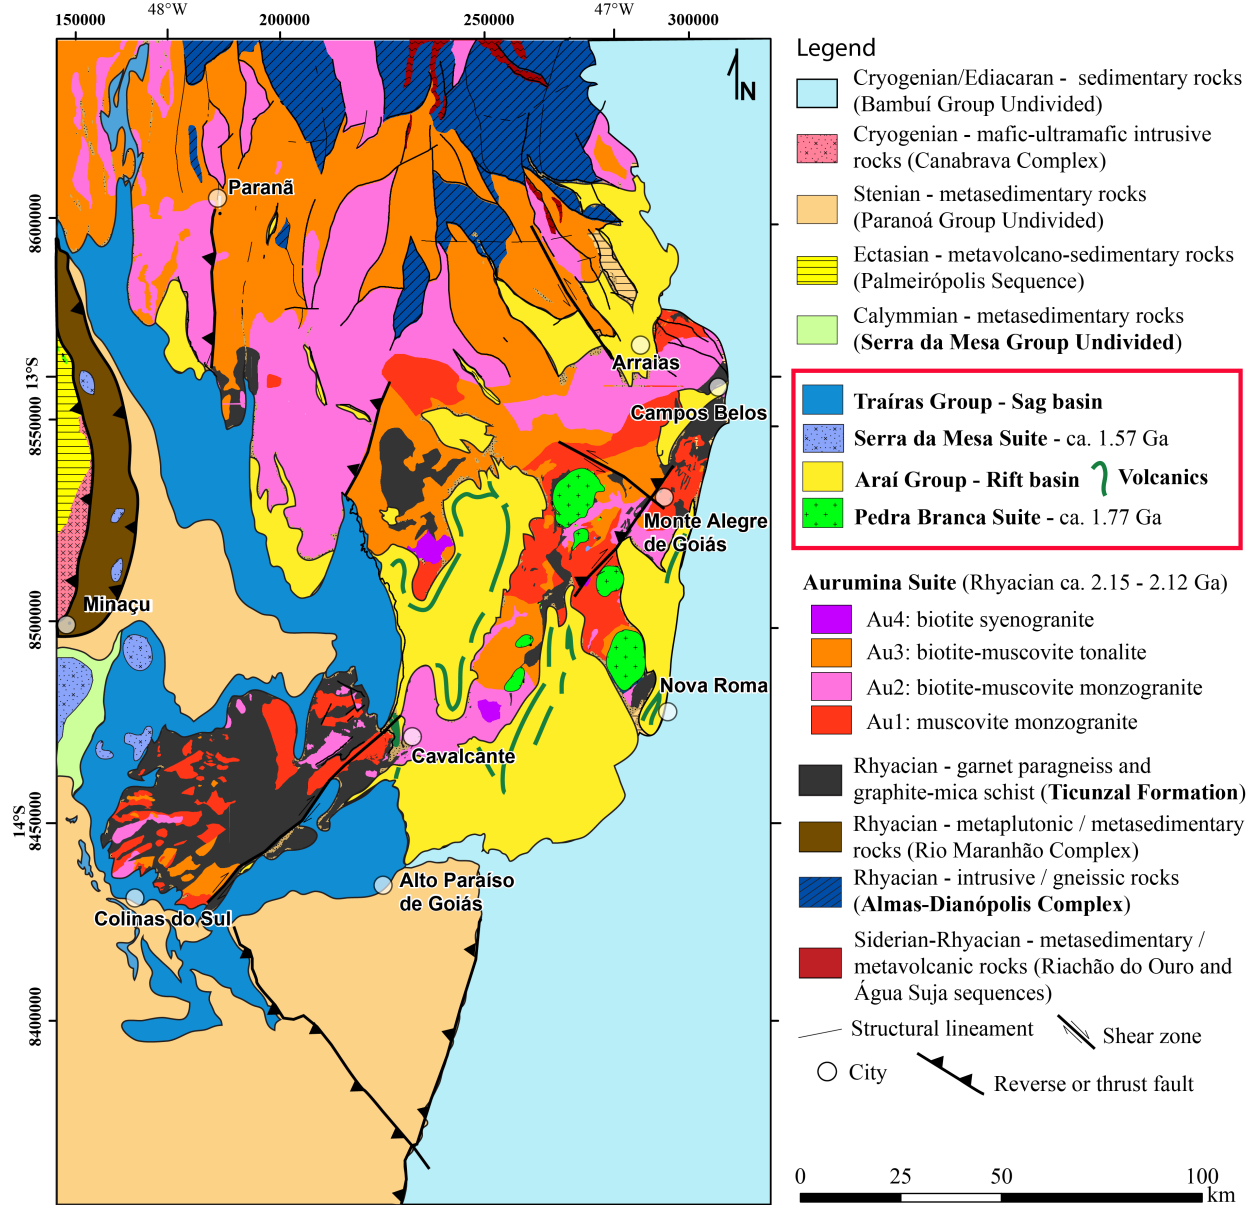 48°W
47°W
150000
200000
250000
300000
8600000
13°S
8550000
8500000
14°S
8450000
8400000
N
Paranã
Arraias
Campos Belos
Monte Alegre
de Goiás
Minaçu
Nova Roma
Cavalcante
Alto Paraíso
de Goiás
Colinas do Sul
Legend
Cryogenian/Ediacaran - sedimentary rocks
(Bambuí Group Undivided)
Cryogenian - mafic-ultramafic intrusive
rocks (Canabrava Complex)
Stenian - metasedimentary rocks
(Paranoá Group Undivided)
Ectasian - metavolcano-sedimentary rocks
(Palmeirópolis Sequence)
Calymmian - metasedimentary rocks
(Serra da Mesa Group Undivided)
Traíras Group - Sag basin
Serra da Mesa Suite - ca. 1.57 Ga
Araí Group - Rift basin Volcanics
Pedra Branca Suite - ca. 1.77 Ga
Aurumina Suite (Rhyacian ca. 2.15 - 2.12 Ga)
Au4: biotite syenogranite
Au3: biotite-muscovite tonalite
Au2: biotite-muscovite monzogranite
Au1: muscovite monzogranite
Rhyacian - garnet paragneiss and
graphite-mica schist (Ticunzal Formation)
Rhyacian - metaplutonic / metasedimentary
rocks (Rio Maranhão Complex)
Rhyacian - intrusive / gneissic rocks
(Almas-Dianópolis Complex)
Siderian-Rhyacian - metasedimentary /
metavolcanic rocks (Riachão do Ouro and
Água Suja sequences)
Structural lineament
Shear zone
City
Reverse or thrust fault
0 25 50 100
km